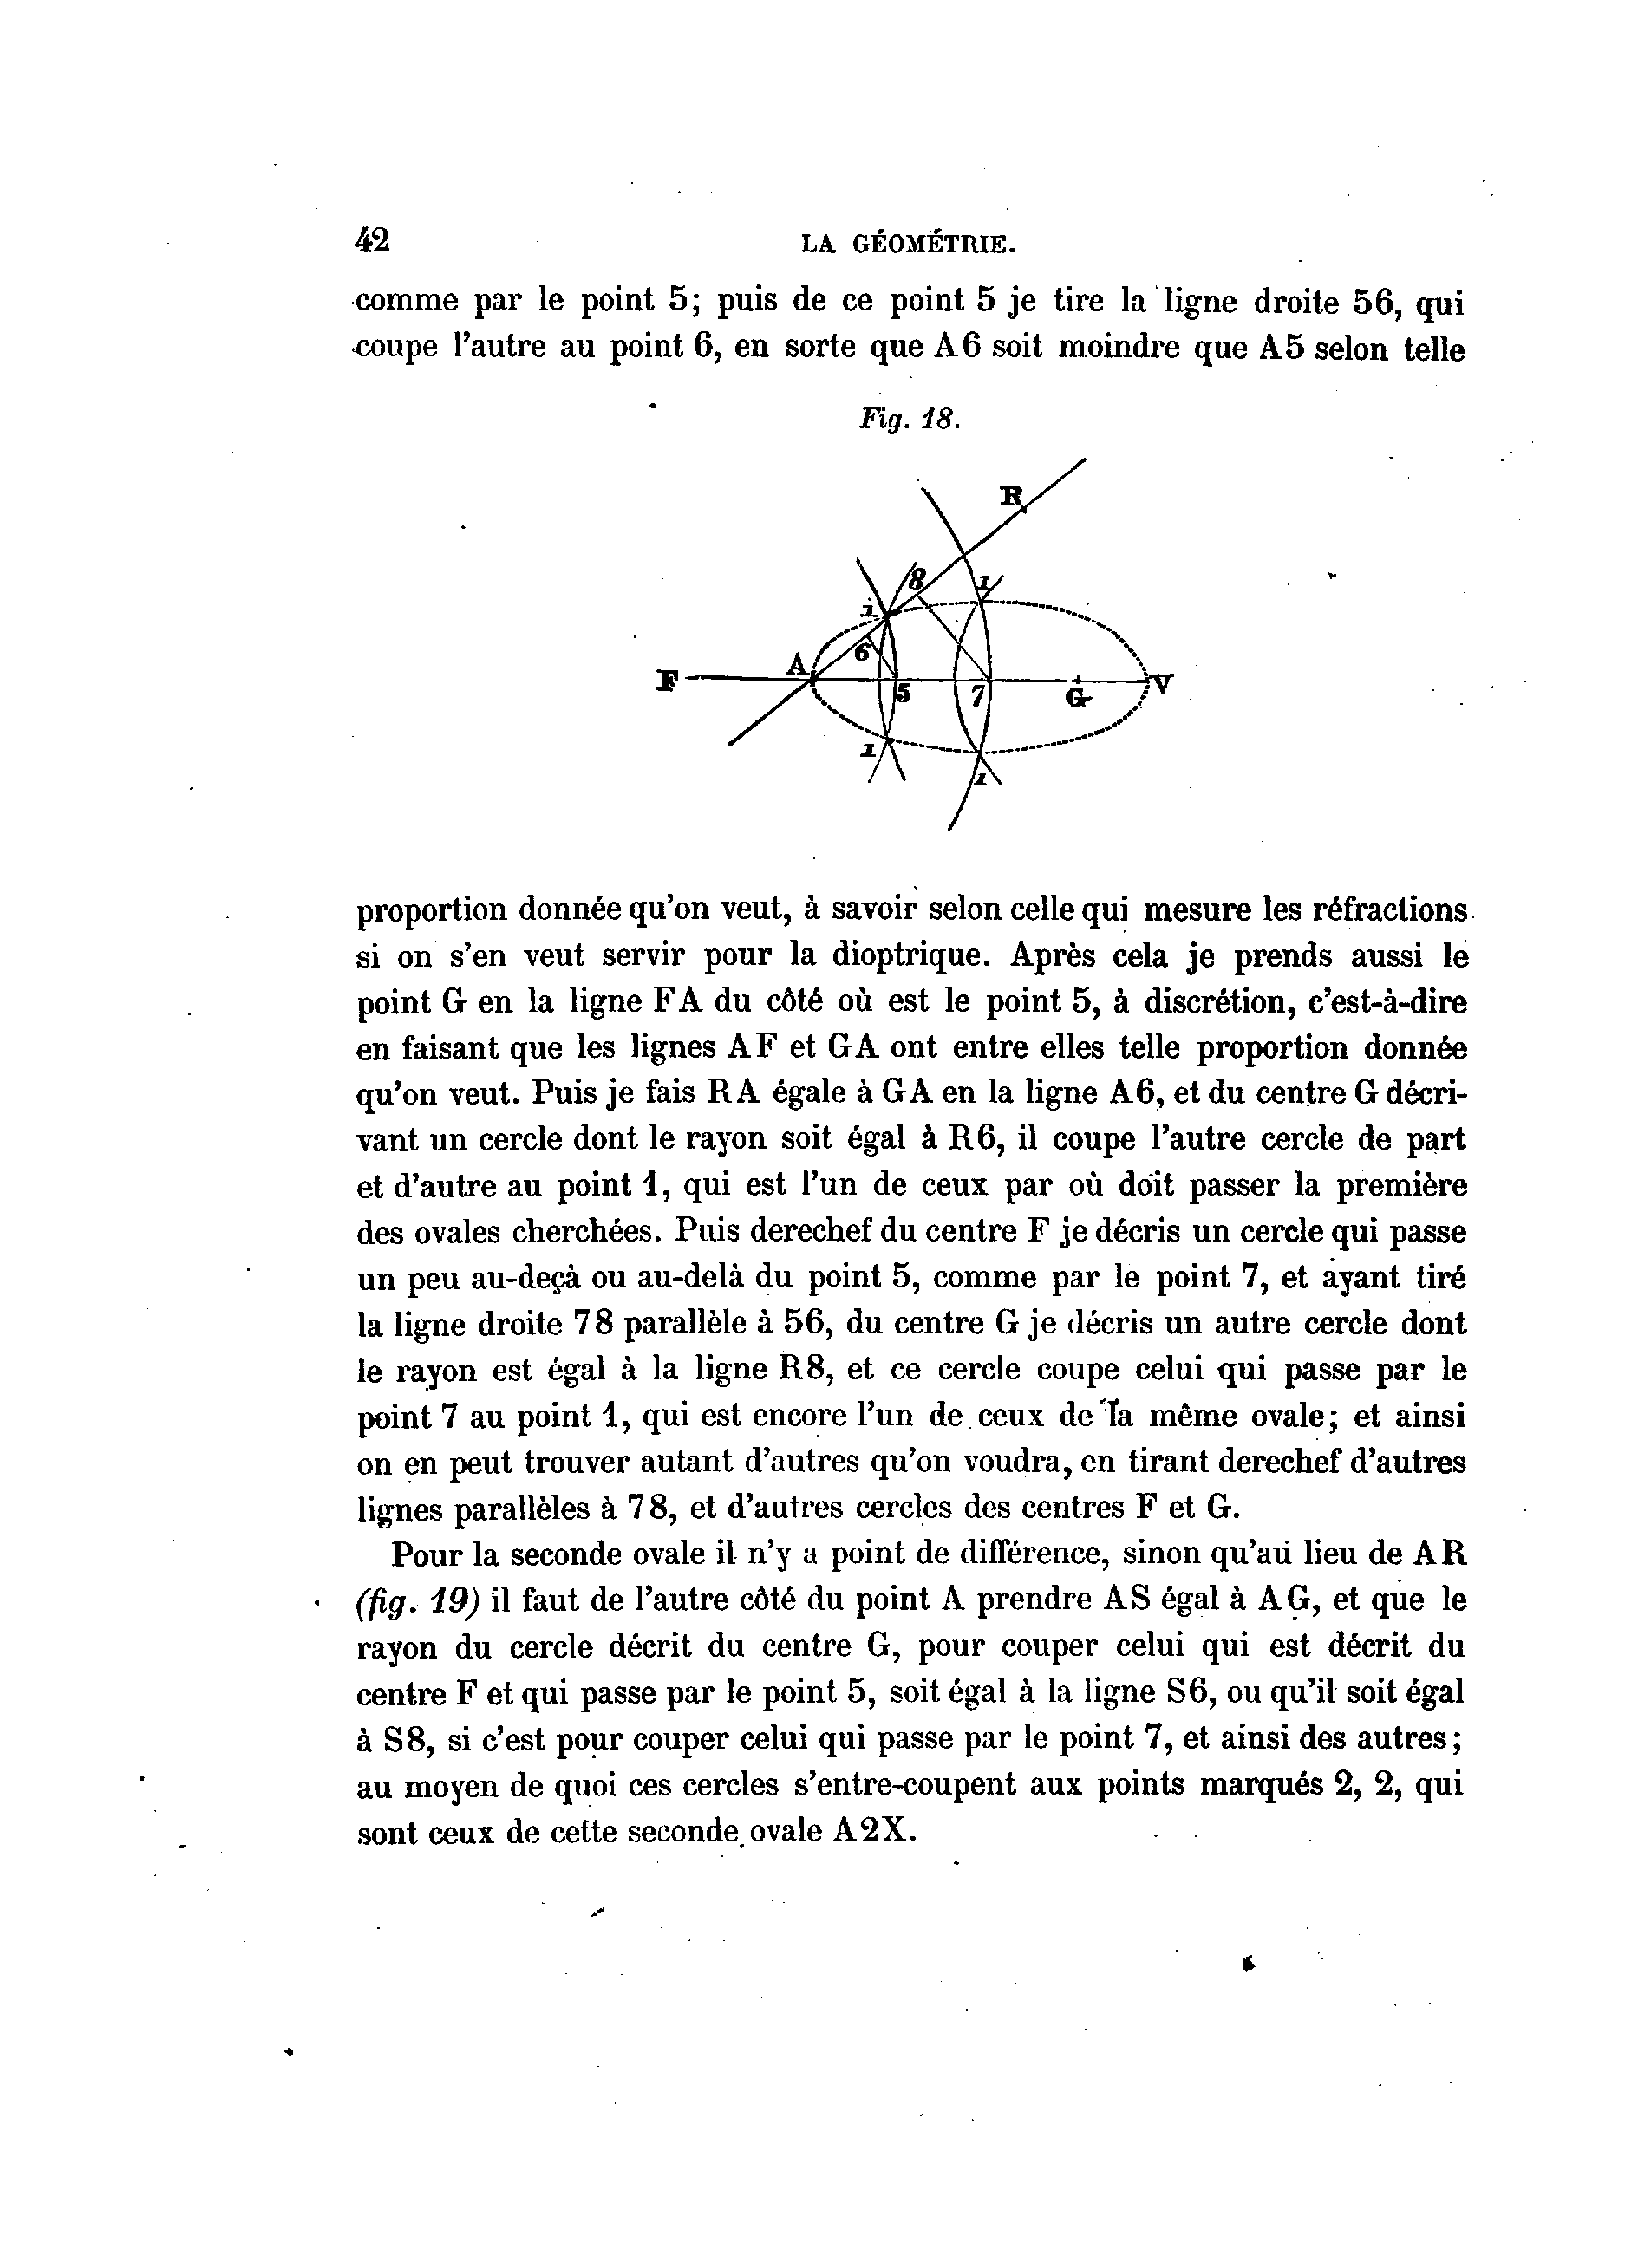 42 LA GÉOMÉTRIE.
comme par le point 5; puis de ce point 5 je tire la ligne droite 56, qui
coupe l'autre au point 6, en sorte que A6 soit moindre que A5 selon telle
Fig. 18.
R
8
1
1
6
A
F
5
7
G
V
1
1
proportion donnée qu'on veut, à savoir selon celle qui mesure les réfractions
si on s'en veut servir pour la dioptrique. Après cela je prends aussi le
point G en la ligne FA du côté où est le point 5, à discrétion, c'est-à-dire
en faisant que les lignes AF et GA ont entre elles telle proportion donnée
qu'on veut. Puis je fais RA égale à GA en la ligne A6, et du centre G décri-
vant un cercle dont le rayon soit égal à R6, il coupe l'autre cercle de part
et d'autre au point 1, qui est l'un de ceux par où doit passer la première
des ovales cherchées. Puis derechef du centre F je décris un cercle qui passe
un peu au-deçà ou au-delà du point 5, comme par le point 7, et ayant tiré
la ligne droite 78 parallèle à 56, du centre G je décris un autre cercle dont
le rayon est égal à la ligne R8, et ce cercle coupe celui qui passe par le
point 7 au point 1, qui est encore l'un de ceux de la même ovale; et ainsi
on en peut trouver autant d'autres qu'on voudra, en tirant derechef d'autres
lignes parallèles à 78, et d'autres cercles des centres F et G.
Pour la seconde ovale il n'y a point de différence, sinon qu'au lieu de AR
(fig. 19) il faut de l'autre côté du point A prendre AS égal à AG, et que le
rayon du cercle décrit du centre G, pour couper celui qui est décrit du
centre F et qui passe par le point 5, soit égal à la ligne S6, ou qu'il soit égal
à S8, si c'est pour couper celui qui passe par le point 7, et ainsi des autres;
au moyen de quoi ces cercles s'entre-coupent aux points marqués 2, 2, qui
sont ceux de cette seconde ovale A2X.